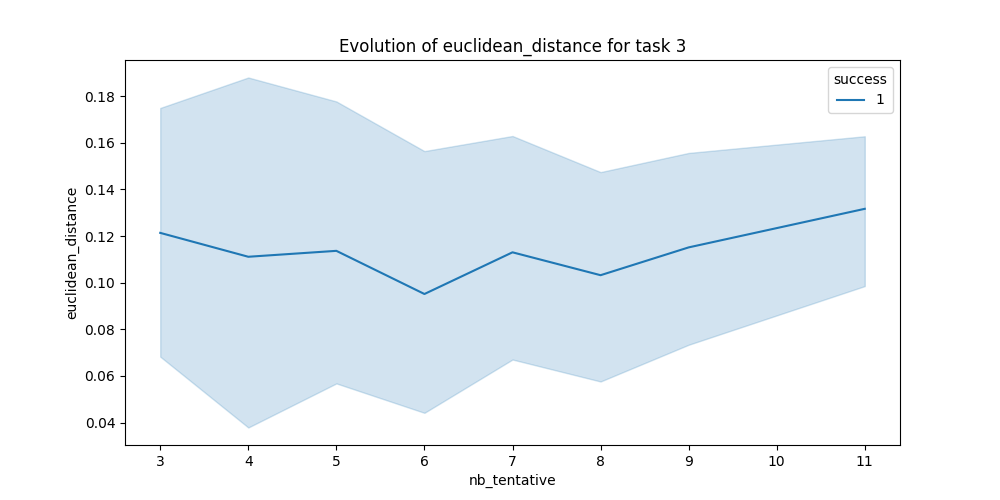 Evolution of euclidean_distance for task 3
success
1
euclidean_distance
0.18
0.16
0.14
0.12
0.10
0.08
0.06
0.04
3 4 5 6 7 8 9 10 11
nb_tentative